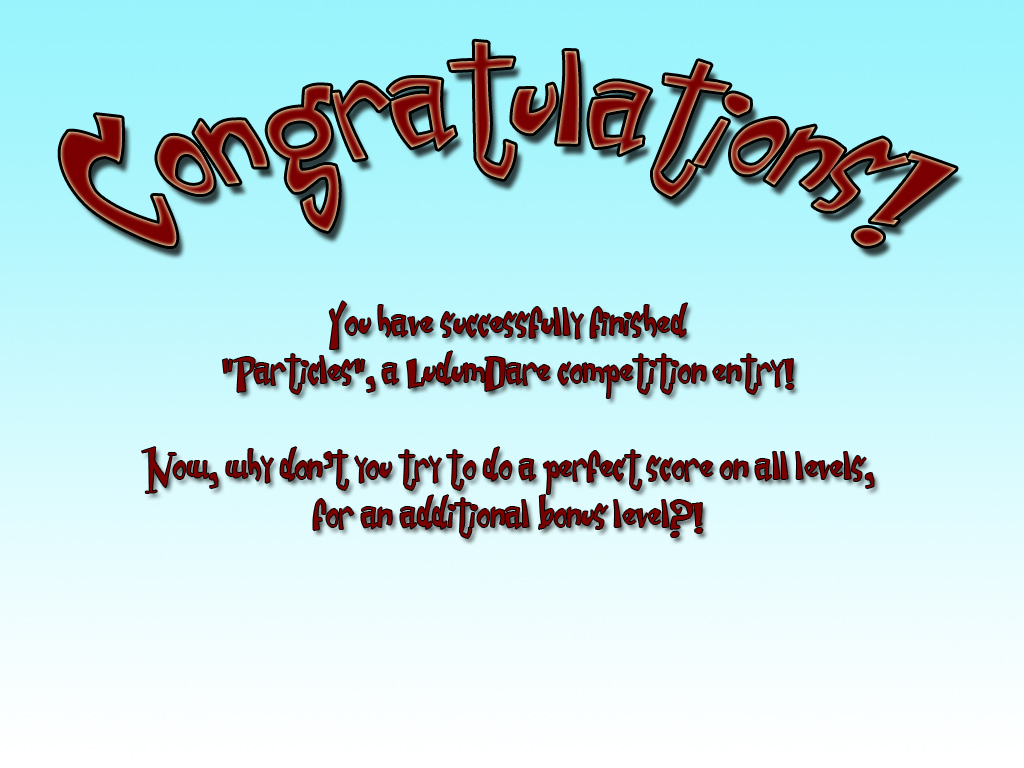 Congratulations!
You have successfully finished
"Particles", a LudumDare competition entry!
Now, why don't you try to do a perfect score on all levels,
for an additional bonus level?!